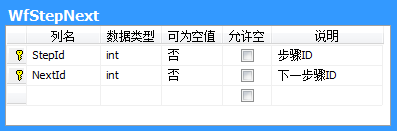 WfStepNext
列名 数据类型 可为空值 允许空 说明
StepId int 否 步骤ID
NextId int 否 下一步骤ID